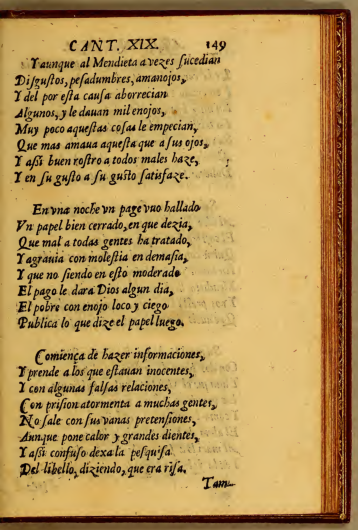 CANT. XIX. 149
Y aunque al Mendieta a vezes sucedian
Disgustos, pesadumbres, amanojos,
Y del por esta causa aborrecian
Algunos, y le dauan mil enojos,
Muy poco aquestas cosas le empecian,
Que mas amaua aquesta que a sus ojos,
Y assi buen rostro a todos males haze,
Y en su gusto a su gusto satisfaze.
En vna noche vn page vuo hallado
Vn papel bien cerrado, en que dezia,
Que mal a todas gentes ha tratado,
Y agrauia con molestia en demasia,
Y que no siendo en esto moderado
El pago le dara Dios algun dia,
El pobre con enojo loco y ciego
Publica lo que dize el papel luego.
Comiença de hazer informaciones,
Y prende a los que estauan inocentes,
Y con algunas falsas relaciones,
Con prision atormenta a muchas gentes,
No sale con sus vanas pretensiones,
Aunque pone calor y grandes dientes,
Y assi confuso dexa la pesquisa
Del libello, diziendo, que era risa.
Tam-